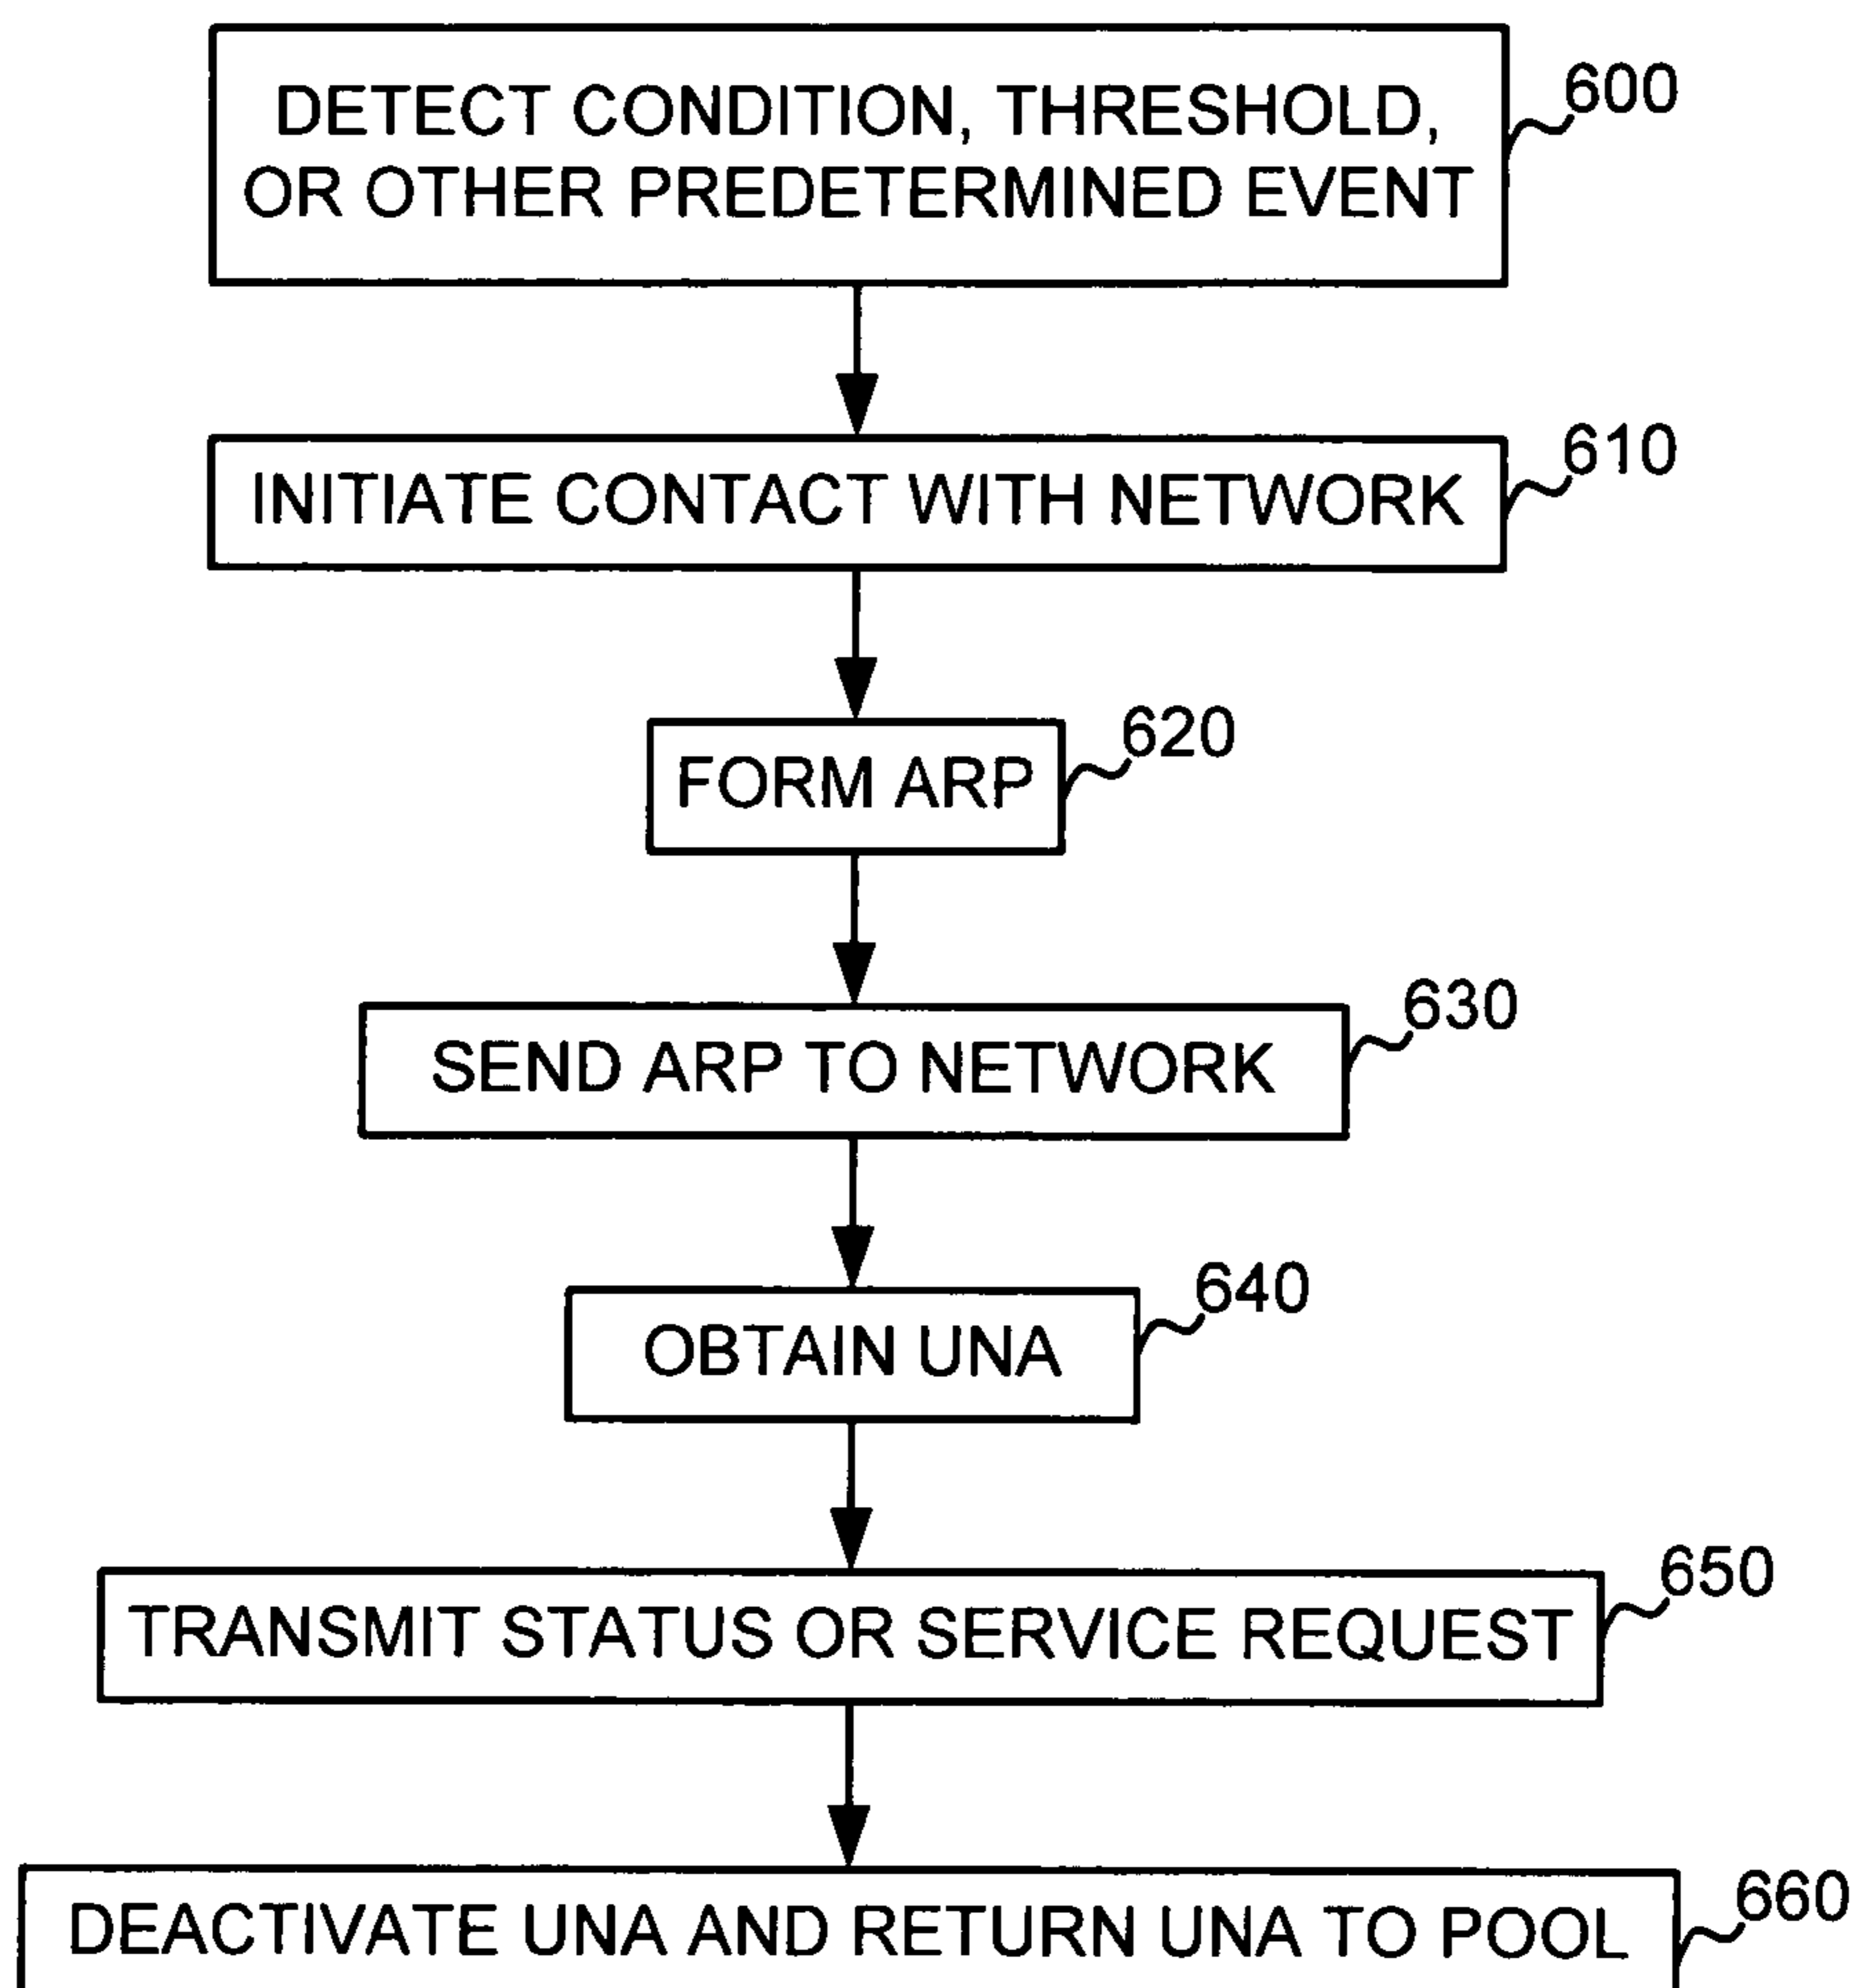 DETECT CONDITION, THRESHOLD,
OR OTHER PREDETERMINED EVENT
600
INITIATE CONTACT WITH NETWORK
610
FORM ARP
620
SEND ARP TO NETWORK
630
OBTAIN UNA
640
TRANSMIT STATUS OR SERVICE REQUEST
650
DEACTIVATE UNA AND RETURN UNA TO POOL
660